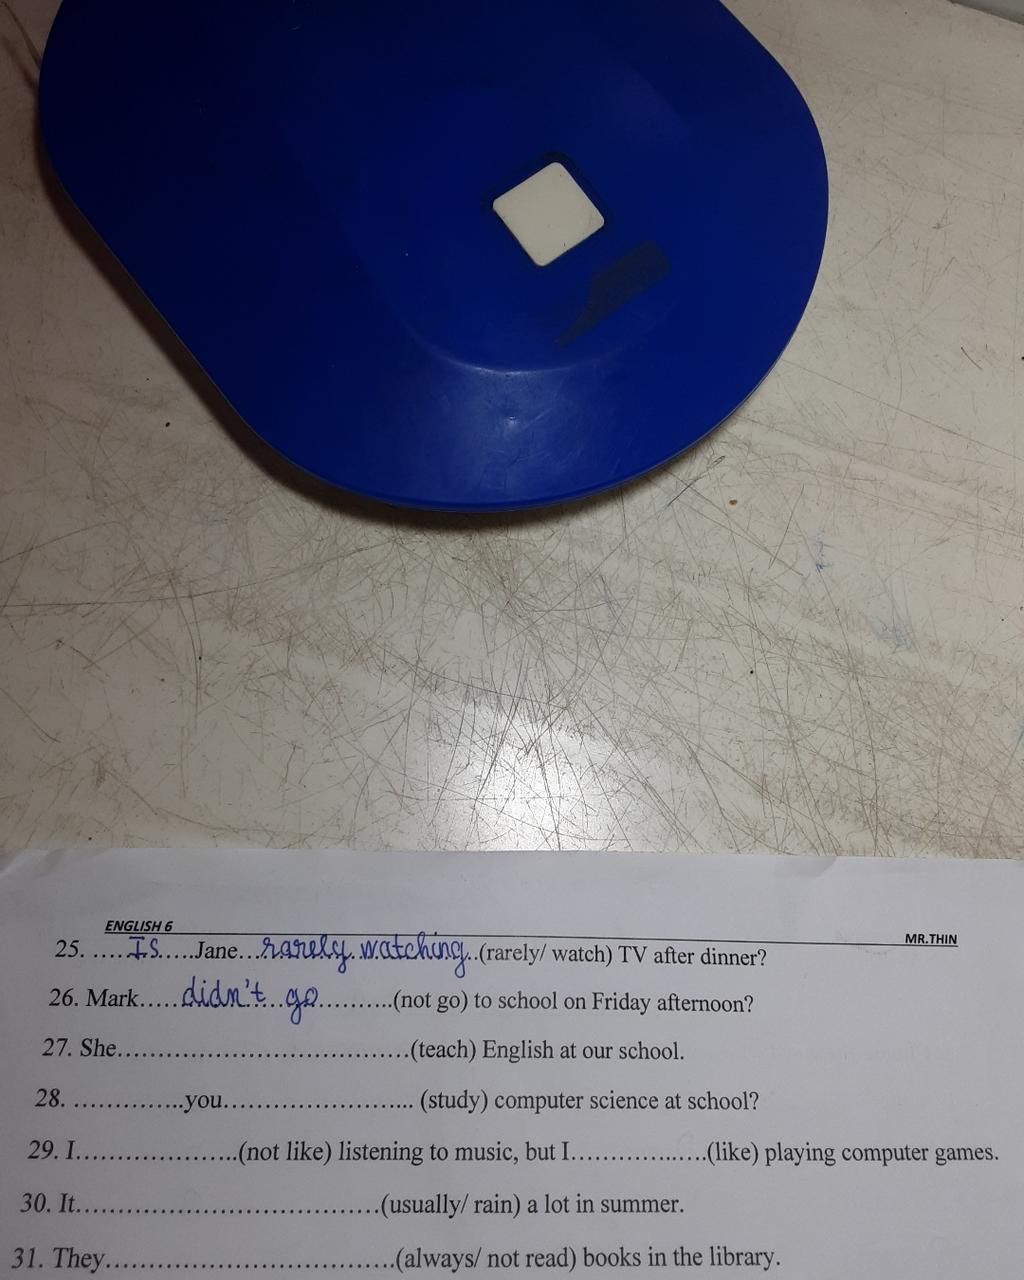 ENGLISH 6
MR.THIN
25. ....Is.....Jane...rarely..watching..(rarely/ watch) TV after dinner?
26. Mark.....didn't...go..........(not go) to school on Friday afternoon?
27. She....................................(teach) English at our school.
28. ..............you........................ (study) computer science at school?
29. I....................(not like) listening to music, but I.................(like) playing computer games.
30. It.....................................(usually/ rain) a lot in summer.
31. They....................................(always/ not read) books in the library.